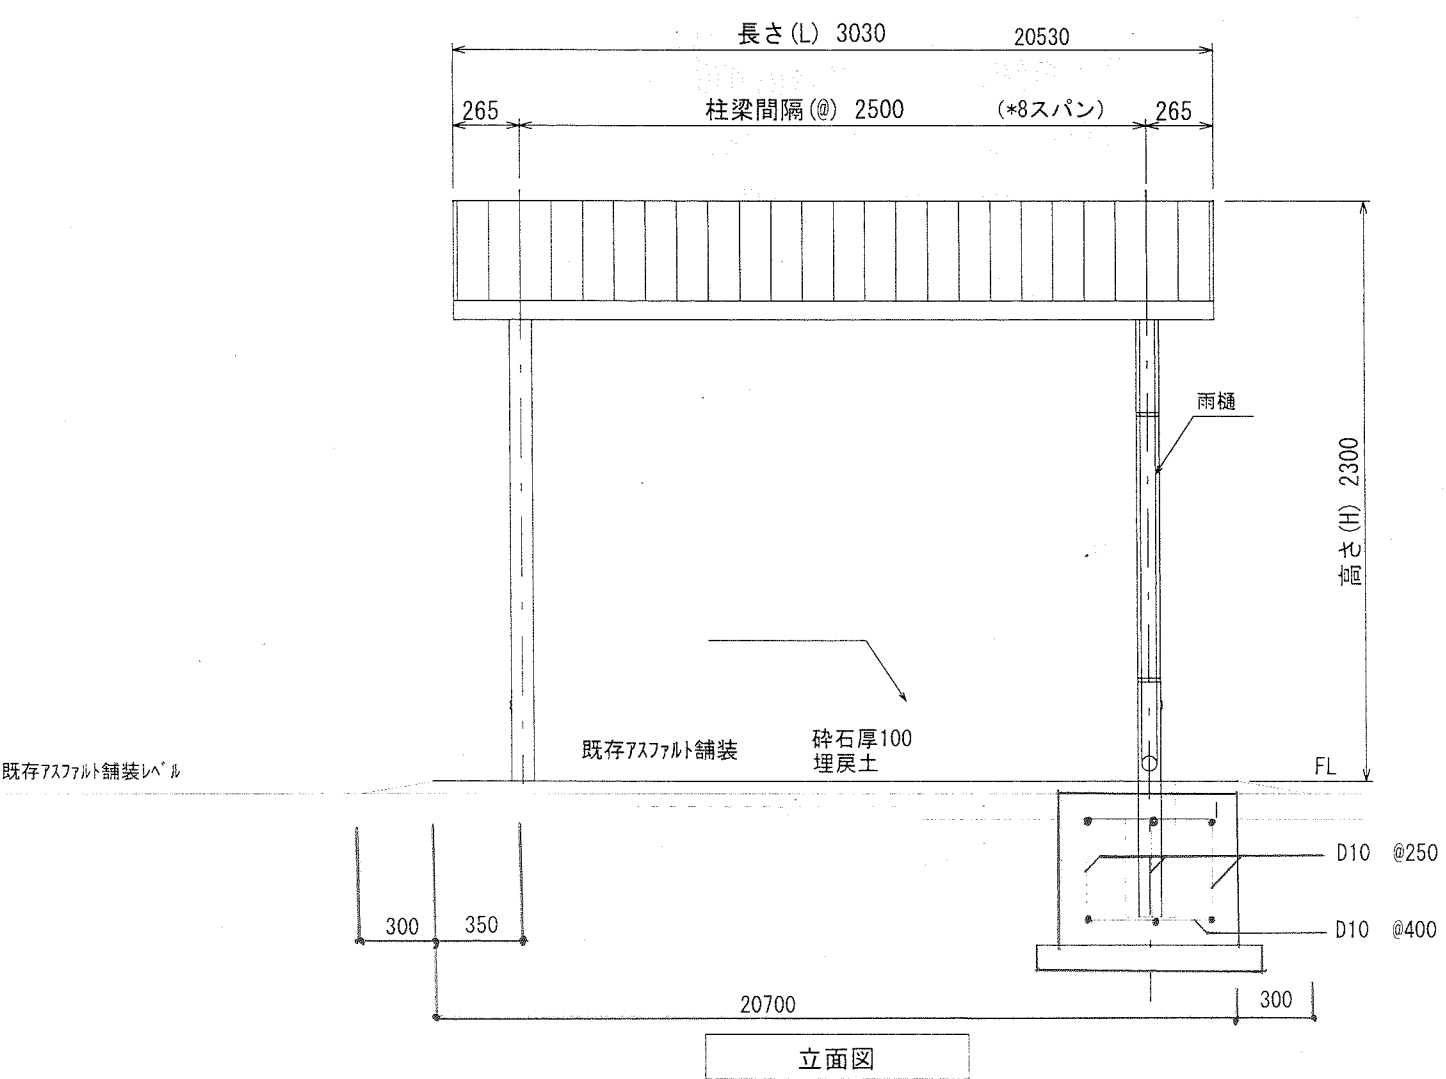 長さ(L) 3030 20530
265 柱梁間隔(@) 2500 (*8スパン) 265
雨樋
高さ(H) 2300
既存アスファルト舗装 砕石厚100
埋戻土
既存アスファルト舗装レベル
FL
D10 @250
300 350
D10 @400
20700 300
立面図